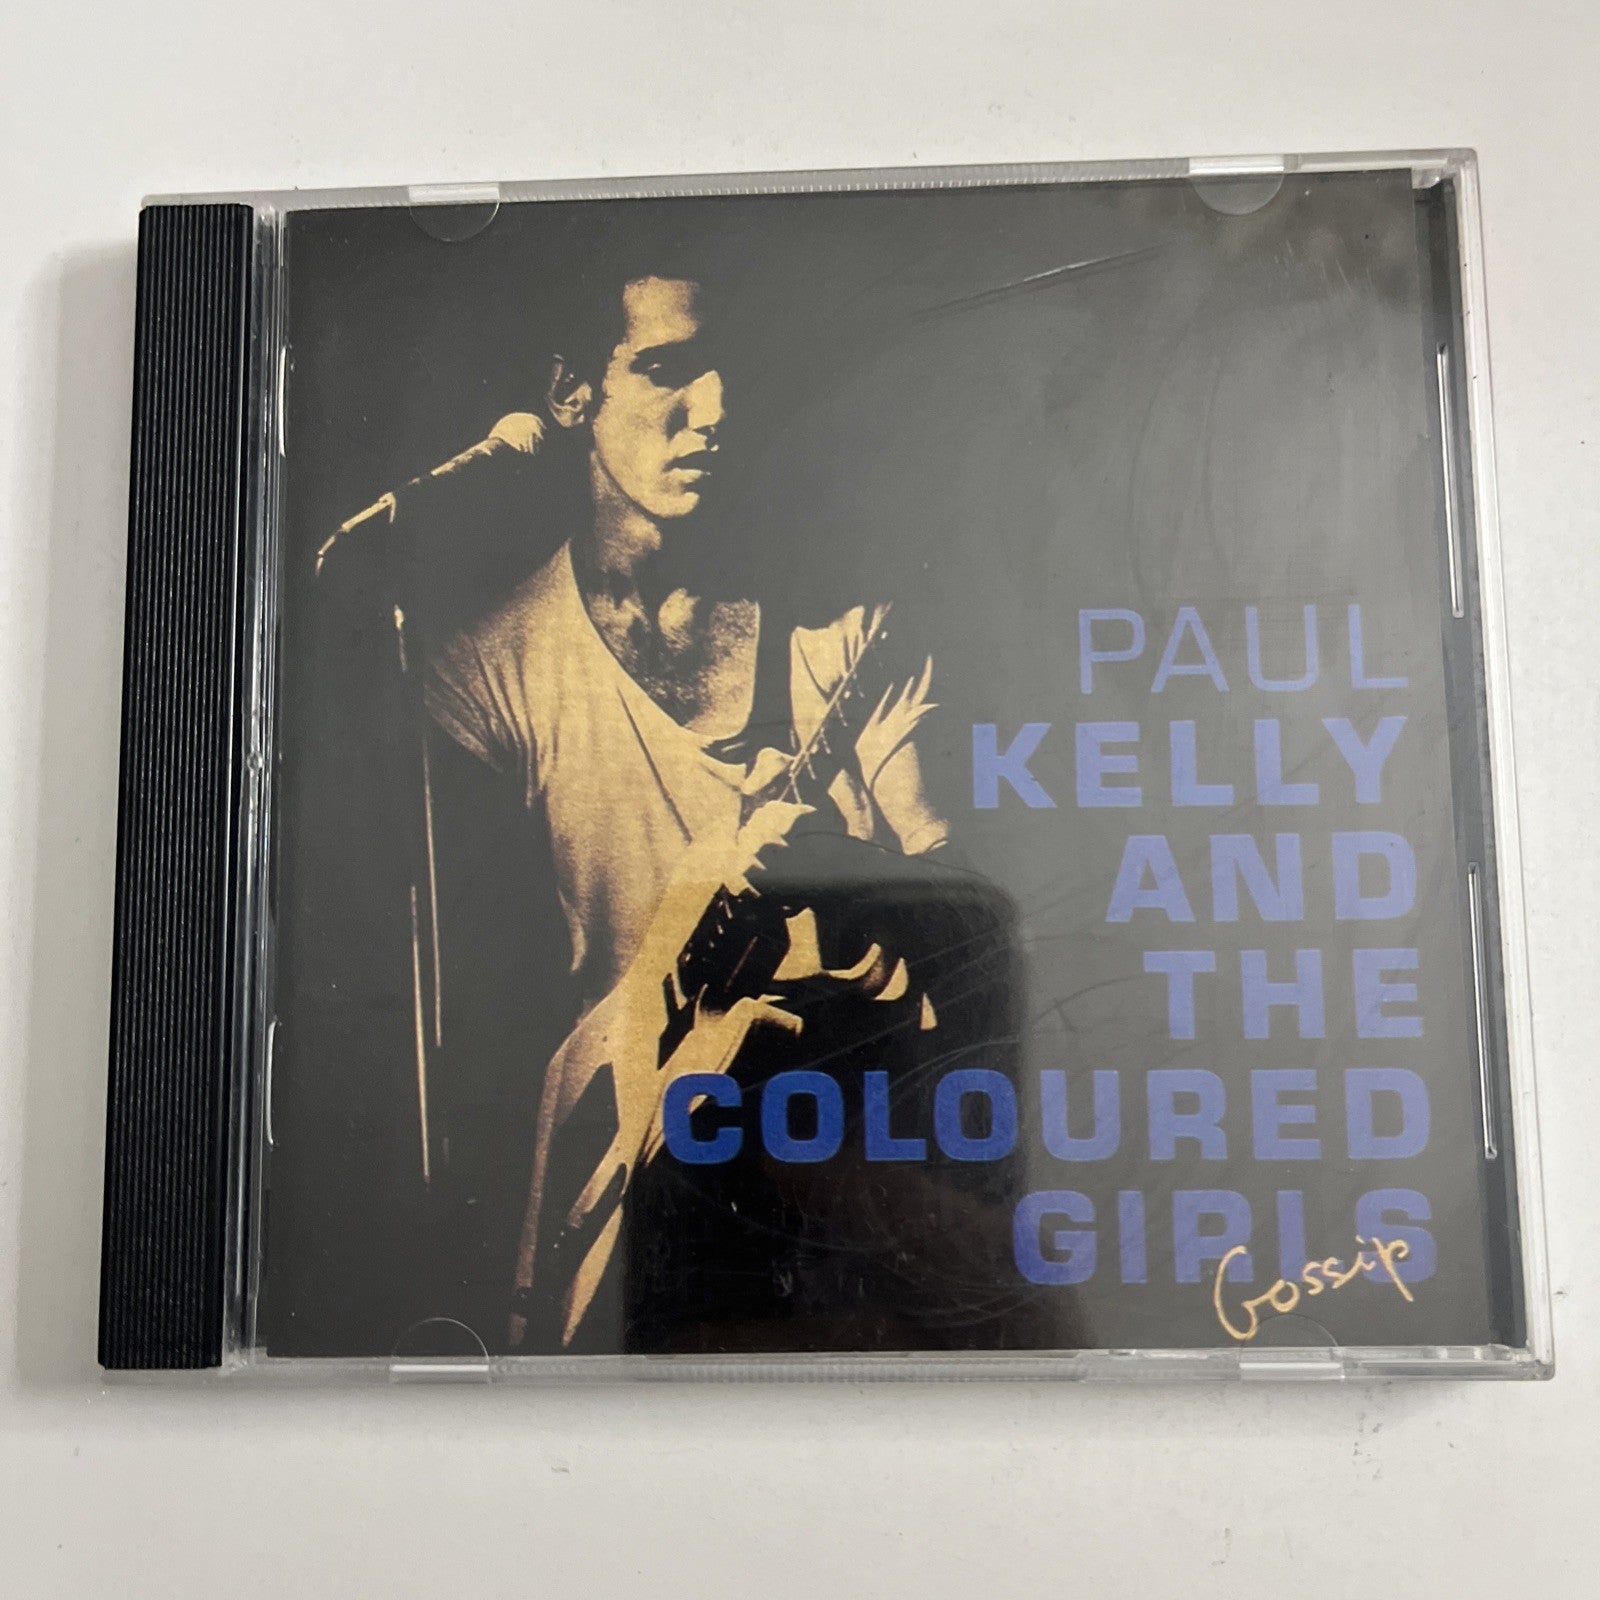 PAUL
KELLY
AND
THE
COLOURED
GIRLS
Gossip